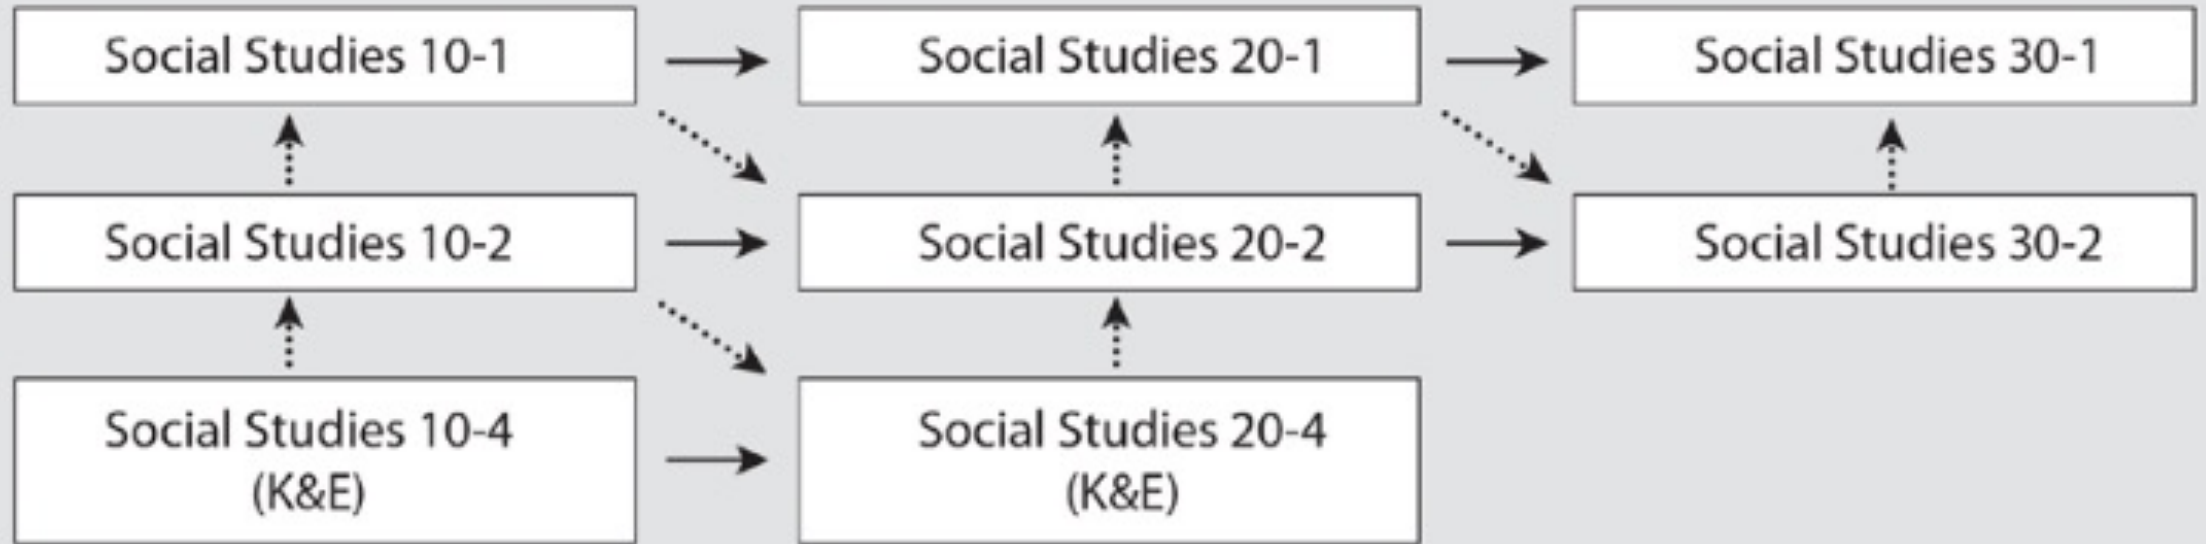 Social Studies 10-1
Social Studies 20-1
Social Studies 30-1
Social Studies 10-2
Social Studies 20-2
Social Studies 30-2
Social Studies 10-4
(K&E)
Social Studies 20-4
(K&E)